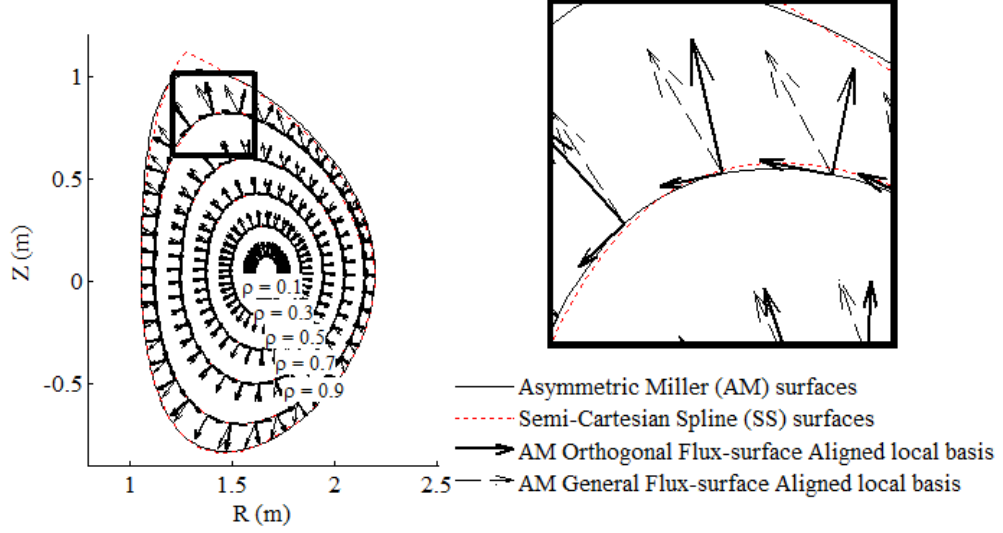 1
0.5
0
-0.5
Z (m)
ρ = 0.1
ρ = 0.3
ρ = 0.5
ρ = 0.7
ρ = 0.9
1
1.5
2
2.5
R (m)
Asymmetric Miller (AM) surfaces
Semi-Cartesian Spline (SS) surfaces
AM Orthogonal Flux-surface Aligned local basis
AM General Flux-surface Aligned local basis